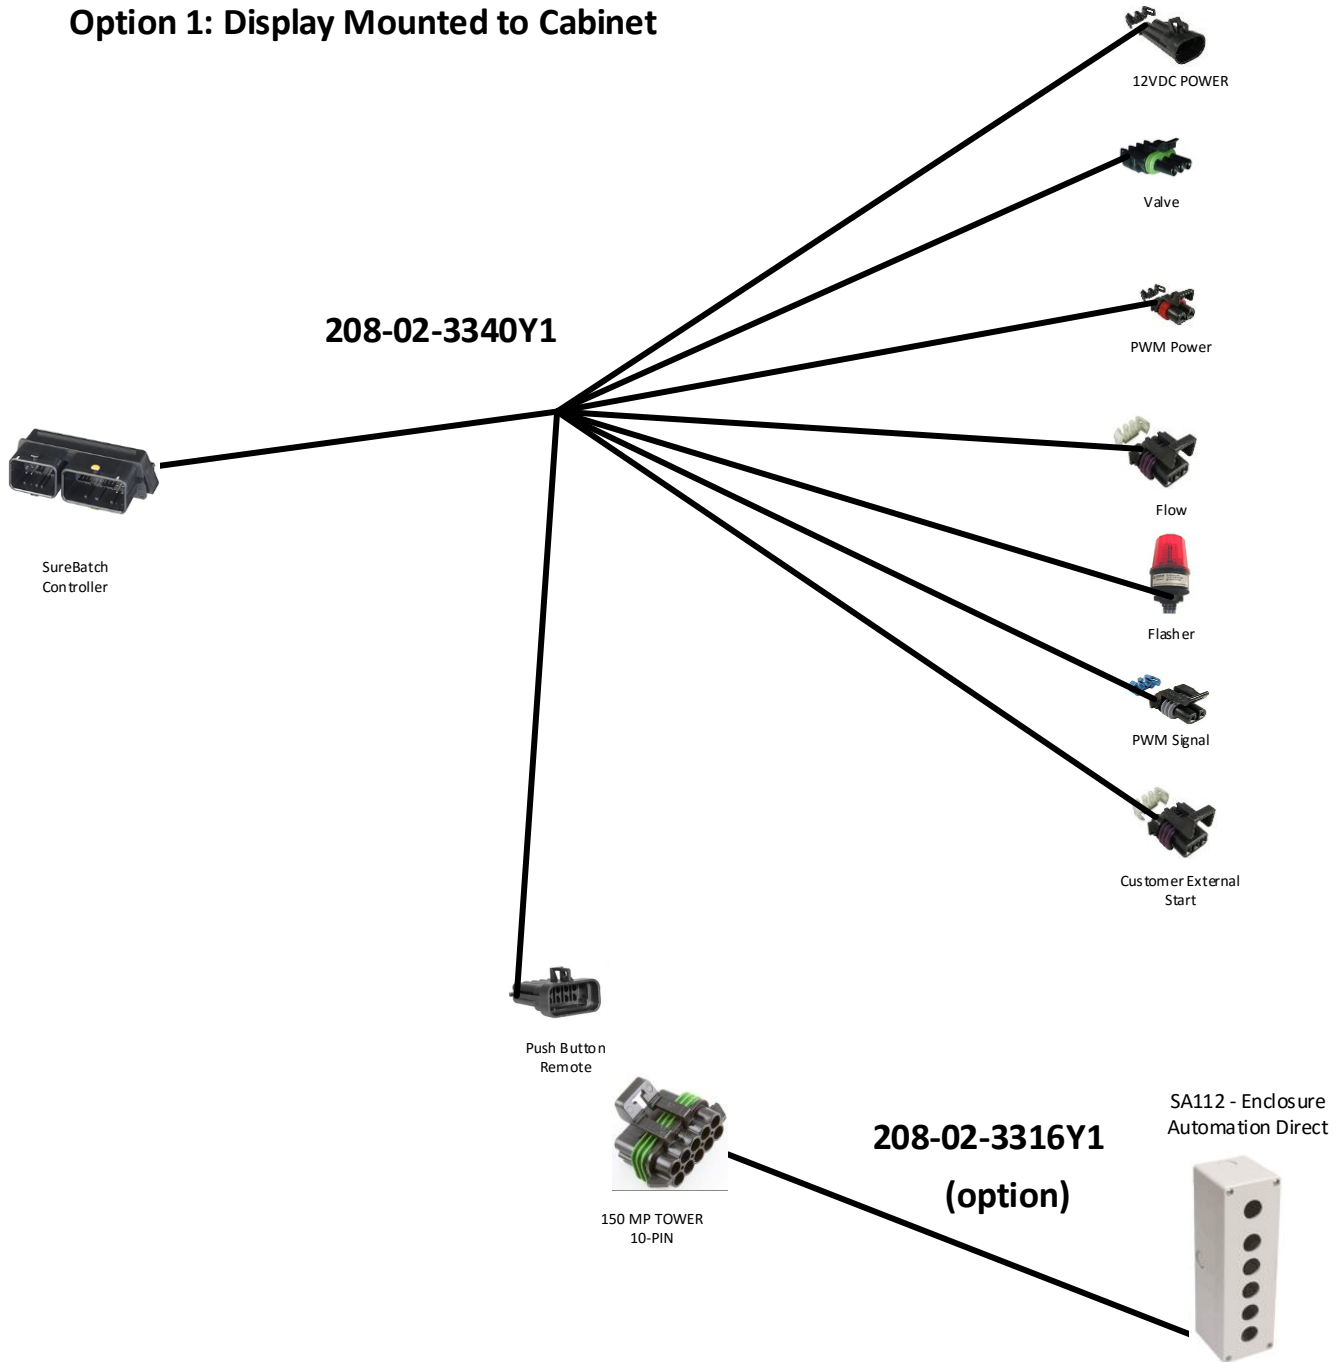 Option 1: Display Mounted to Cabinet
12VDC POWER
Valve
208-02-3340Y1
PWM Power
SureBatch
Controller
Flow
Flasher
PWM Signal
Customer External
Start
Push Button
Remote
SA112 - Enclosure
Automation Direct
208-02-3316Y1
(option)
150 MP TOWER
10-PIN